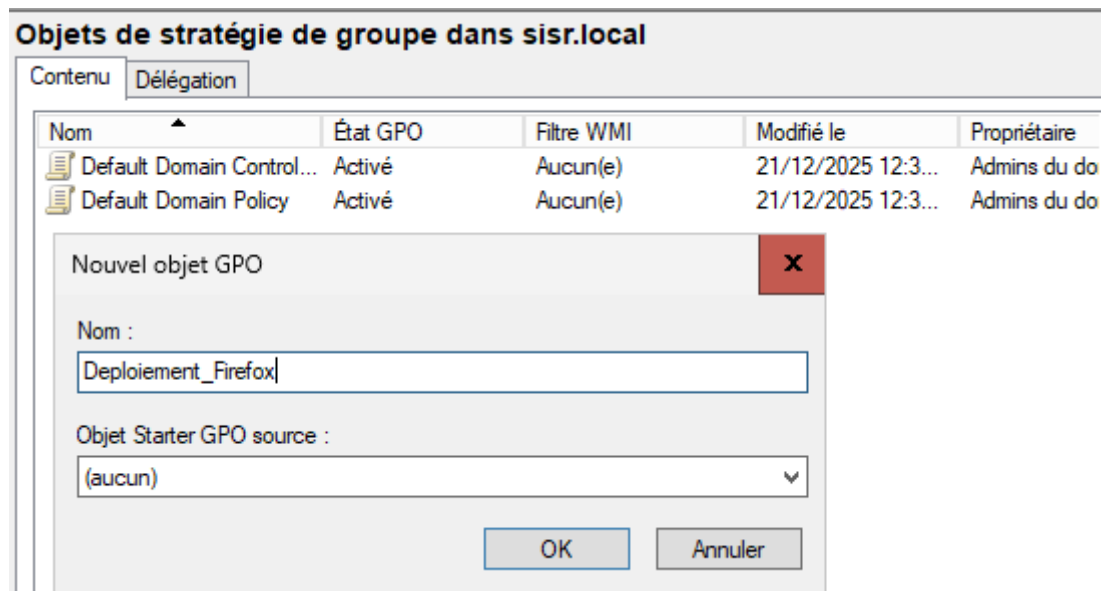 Objets de stratégie de groupe dans sisr.local
Contenu Délégation
Nom État GPO Filtre WMI Modifié le Propriétaire
Default Domain Control... Activé Aucun(e) 21/12/2025 12:3... Admins du do
Default Domain Policy Activé Aucun(e) 21/12/2025 12:3... Admins du do
Nouvel objet GPO
Nom :
Deploiement_Firefox
Objet Starter GPO source :
(aucun)
OK Annuler